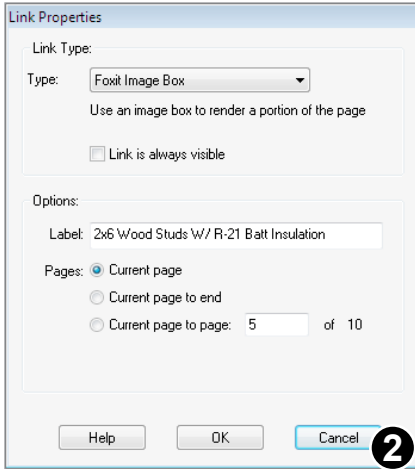 Link Properties
Link Type:
Type: Foxit Image Box
Use an image box to render a portion of the page
Link is always visible
Options:
Label: 2x6 Wood Studs W/ R-21 Batt Insulation
Pages: Current page
Current page to end
Current page to page: 5 of 10
Help OK Cancel
2